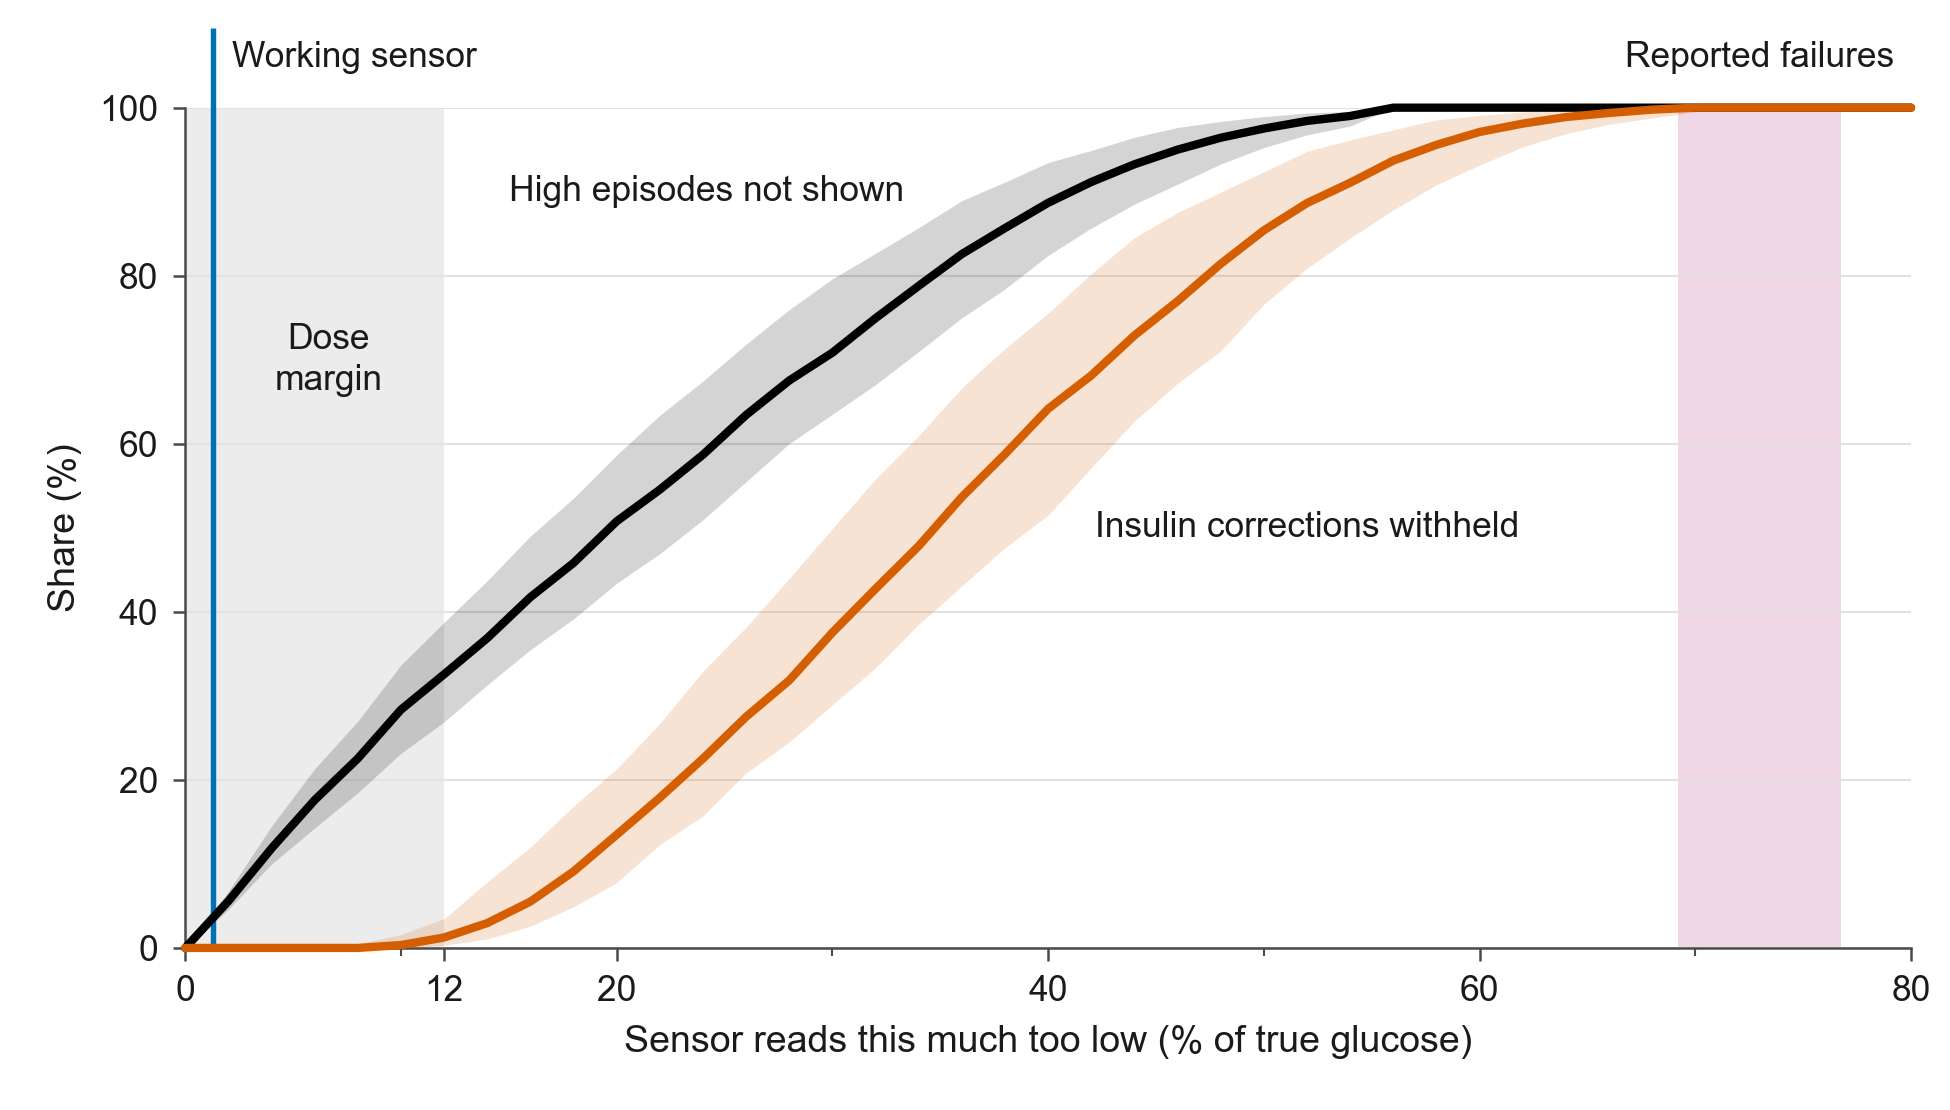 Working sensor
Reported failures
100
High episodes not shown
80
Dose
margin
60
Share (%)
Insulin corrections withheld
40
20
0
0
12
20
40
60
80
Sensor reads this much too low (% of true glucose)